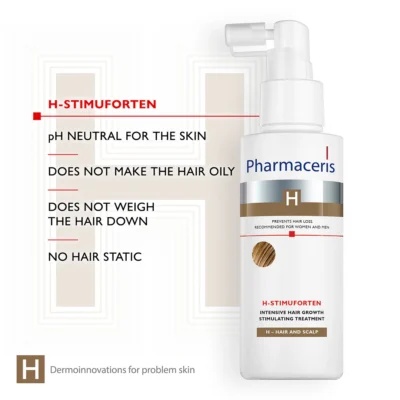 H-STIMUFORTEN
pH NEUTRAL FOR THE SKIN
DOES NOT MAKE THE HAIR OILY
DOES NOT WEIGH
THE HAIR DOWN
NO HAIR STATIC
H Dermoinnovations for problem skin
Pharmaceris
H
PREVENTS HAIR LOSS
RECOMMENDED FOR WOMEN AND MEN
H-STIMUFORTEN
INTENSIVE HAIR GROWTH
STIMULATING TREATMENT
H – HAIR AND SCALP